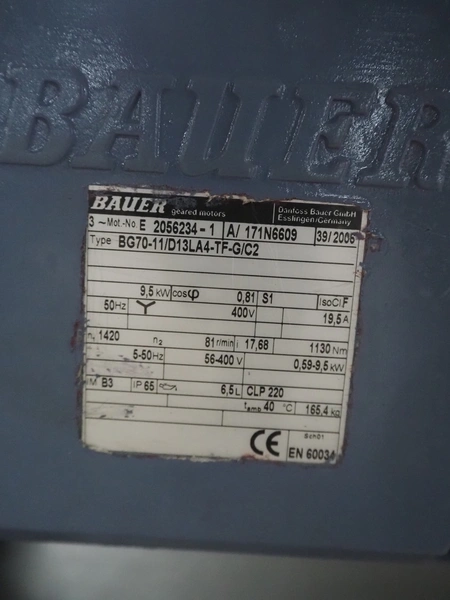 BAUER
BAUER geared motors Danfoss Bauer GmbH
Esslingen/Germany
3 ~ Mot.-No. E 2056234-1 A/ 171N6609 39/2006
Type BG70-11/D13LA4-TF-G/C2
9,5 kW cosφ 0,81 S1 IsoCl F
50Hz Y 400V 19,5 A
n₁ 1420 n₂ 81 r/min i 17,68 1130 Nm
5-50Hz 56-400 V 0,59-9,5 kW
IM B3 IP 65 6,5 L CLP 220
tamb 40 °C 165,4 kg
CE Sch01
EN 60034